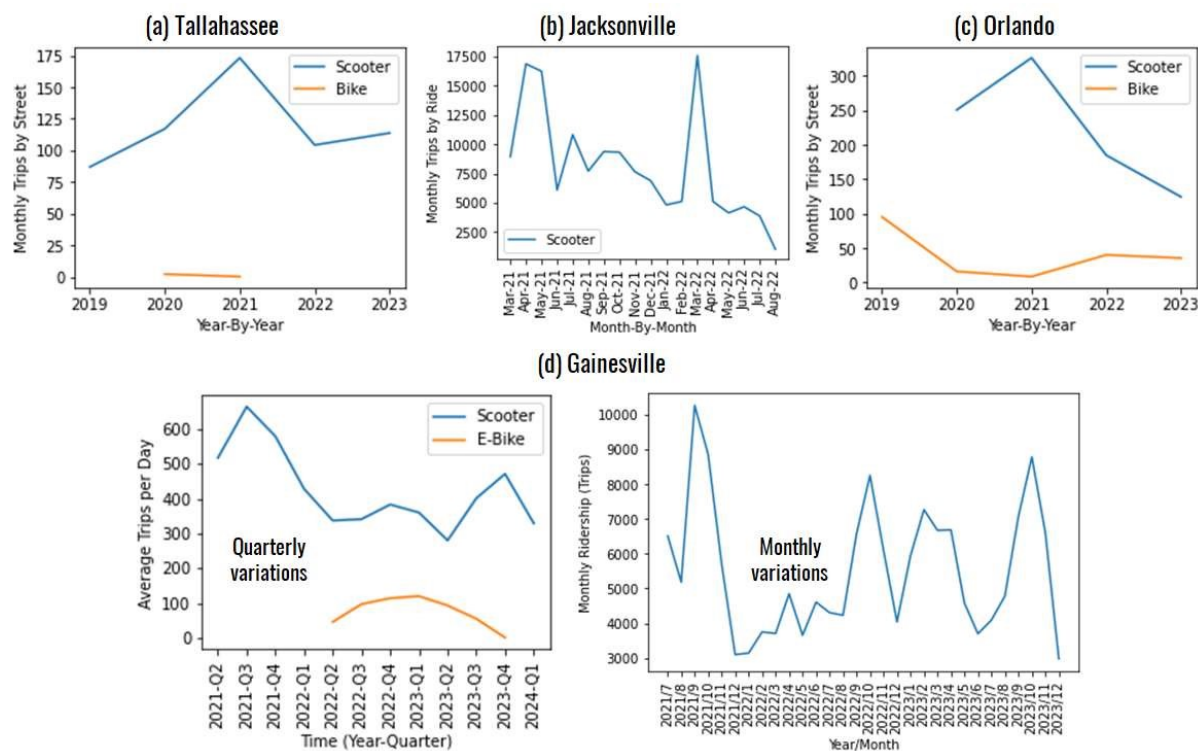 (a) Tallahassee
Monthly Trips by Street
175
150
125
100
75
50
25
0
Scooter
Bike
2019
2020
2021
2022
2023
Year-By-Year
(b) Jacksonville
Monthly Trips by Ride
17500
15000
12500
10000
7500
5000
2500
Scooter
Mar-21
Apr-21
May-21
Jun-21
Jul-21
Aug-21
Sep-21
Oct-21
Nov-21
Dec-21
Jan-22
Feb-22
Mar-22
Apr-22
May-22
Jun-22
Jul-22
Aug-22
Month-By-Month
(c) Orlando
Monthly Trips by Street
300
250
200
150
100
50
0
Scooter
Bike
2019
2020
2021
2022
2023
Year-By-Year
(d) Gainesville
Average Trips per Day
600
500
400
300
200
100
0
Scooter
E-Bike
Quarterly
variations
2021-Q2
2021-Q3
2021-Q4
2022-Q1
2022-Q2
2022-Q3
2022-Q4
2023-Q1
2023-Q2
2023-Q3
2023-Q4
2024-Q1
Time (Year-Quarter)
Monthly Ridership (Trips)
10000
9000
8000
7000
6000
5000
4000
3000
Monthly
variations
2021/7
2021/8
2021/9
2021/10
2021/11
2021/12
2022/1
2022/2
2022/3
2022/4
2022/5
2022/6
2022/7
2022/8
2022/9
2022/10
2022/11
2022/12
2023/1
2023/2
2023/3
2023/4
2023/5
2023/6
2023/7
2023/8
2023/9
2023/10
2023/11
2023/12
Year/Month